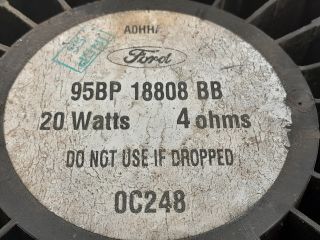 Ford
95BP 18808 BB
20 Watts 4 ohms
DO NOT USE IF DROPPED
0C248